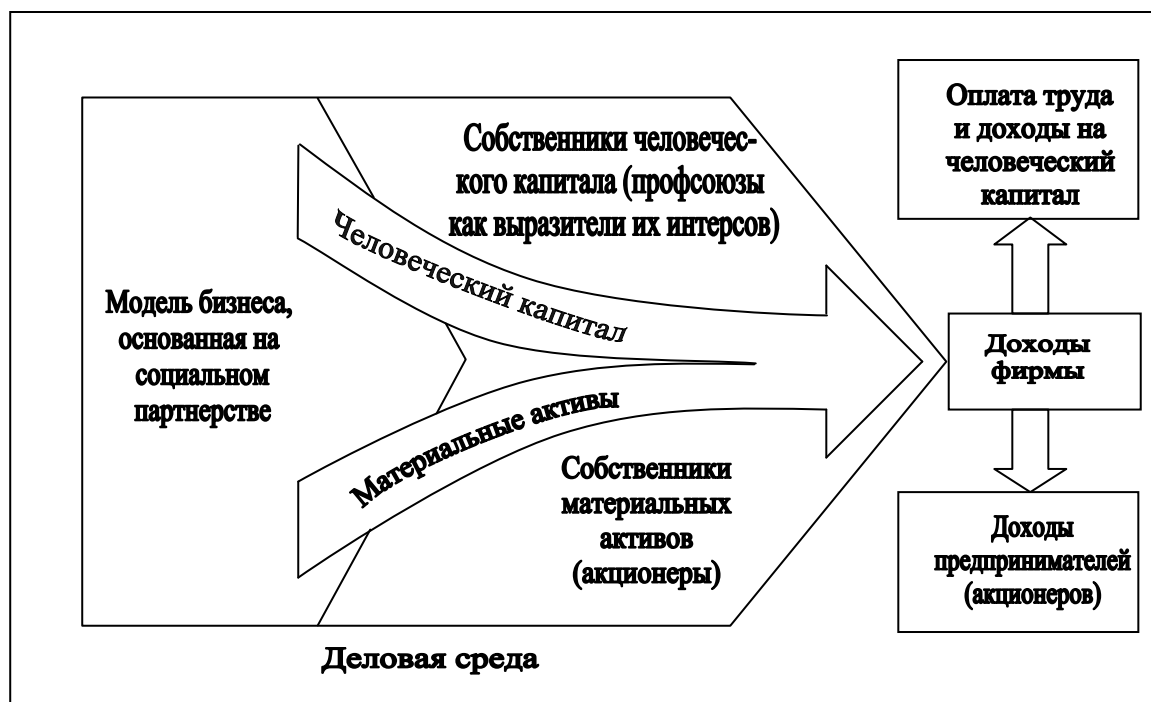 Модель бизнеса,
основанная на
социальном
партнерстве
Собственники человечес-
кого капитала (профсоюзы
как выразители их интерсов)
Человеческий капитал
Материальные активы
Собственники
материальных
активов
(акционеры)
Оплата труда
и доходы на
человеческий
капитал
Доходы
фирмы
Доходы
предпринимателей
(акционеров)
Деловая среда